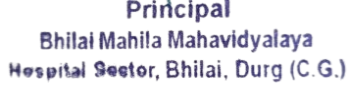 Principal
Bhilai Mahila Mahavidyalaya
Hospital Sector, Bhilai, Durg (C.G.)